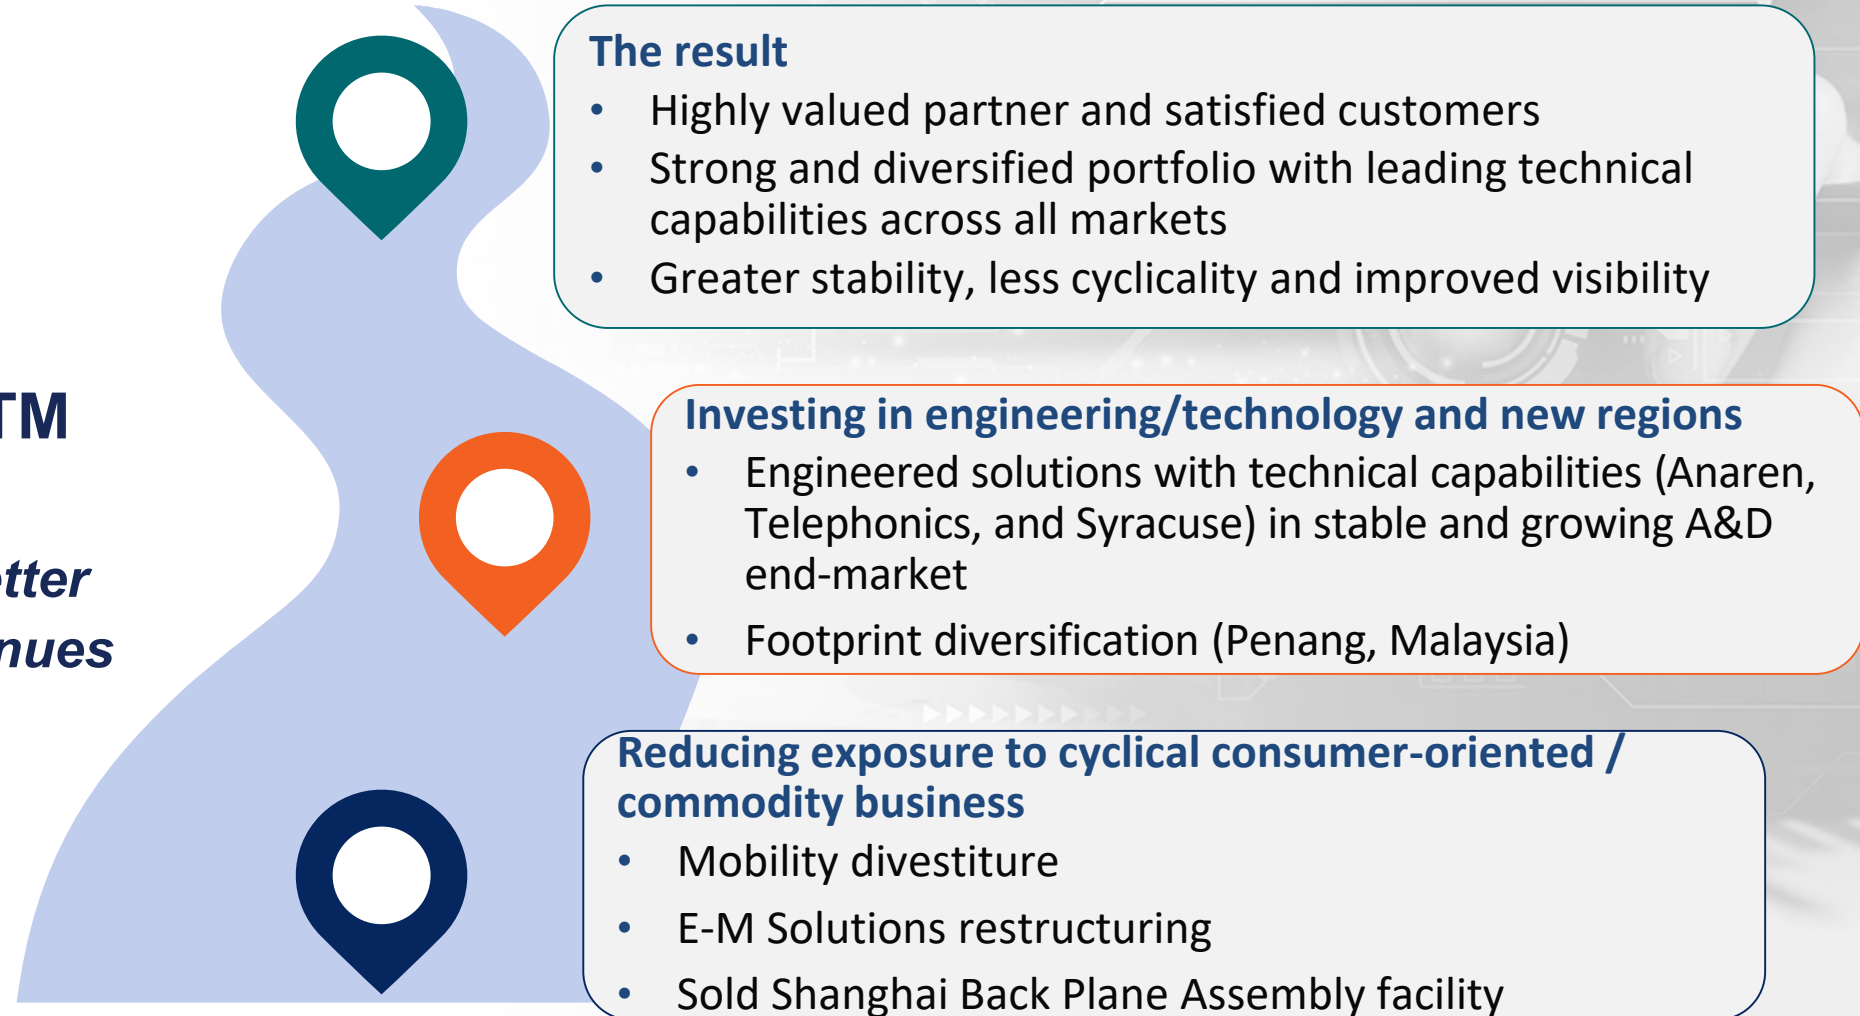 The result
• Highly valued partner and satisfied customers
• Strong and diversified portfolio with leading technical
capabilities across all markets
• Greater stability, less cyclicality and improved visibility
TM
Investing in engineering/technology and new regions
• Engineered solutions with technical capabilities (Anaren,
Telephonics, and Syracuse) in stable and growing A&D
end-market
• Footprint diversification (Penang, Malaysia)
etter
nues
Reducing exposure to cyclical consumer-oriented /
commodity business
• Mobility divestiture
• E-M Solutions restructuring
• Sold Shanghai Back Plane Assembly facility